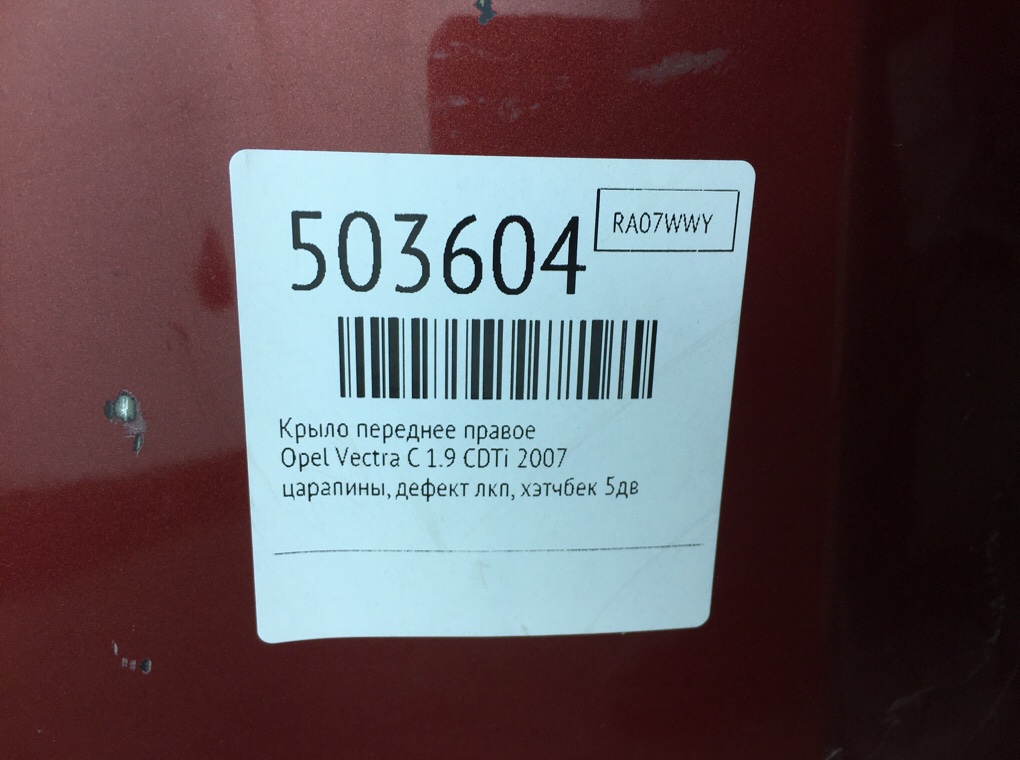 503604
RA07WWY
Крыло переднее правое
Opel Vectra C 1.9 CDTi 2007
царапины, дефект лкп, хэтчбек 5дв